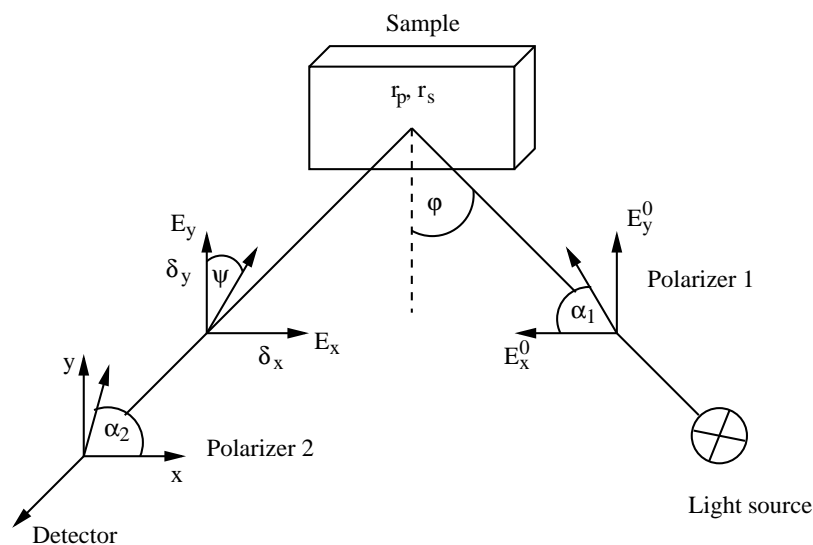 Sample
r_p, r_s
φ
E_y
δ_y
ψ
E_x
δ_x
E_y^0
Polarizer 1
α_1
E_x^0
y
α_2
Polarizer 2
x
Light source
Detector